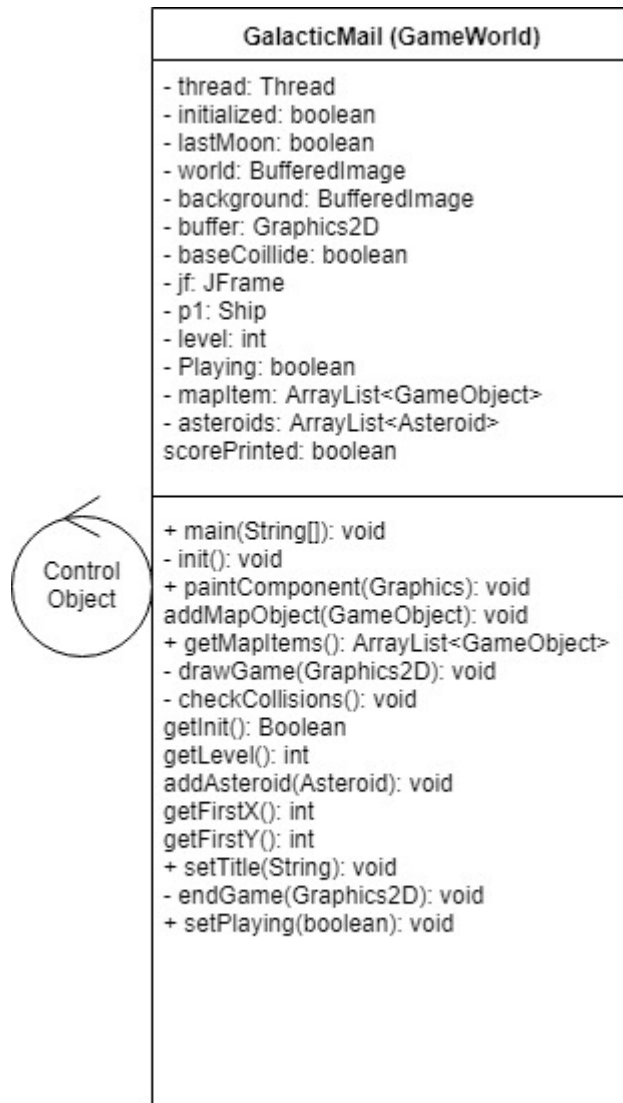 GalacticMail (GameWorld)
- thread: Thread
- initialized: boolean
- lastMoon: boolean
- world: BufferedImage
- background: BufferedImage
- buffer: Graphics2D
- baseCoillide: boolean
- jf: JFrame
- p1: Ship
- level: int
- Playing: boolean
- mapItem: ArrayList<GameObject>
- asteroids: ArrayList<Asteroid>
scorePrinted: boolean
Control
Object
+ main(String[]): void
- init(): void
+ paintComponent(Graphics): void
addMapObject(GameObject): void
+ getMapItems(): ArrayList<GameObject>
- drawGame(Graphics2D): void
- checkCollisions(): void
getInit(): Boolean
getLevel(): int
addAsteroid(Asteroid): void
getFirstX(): int
getFirstY(): int
+ setTitle(String): void
- endGame(Graphics2D): void
+ setPlaying(boolean): void